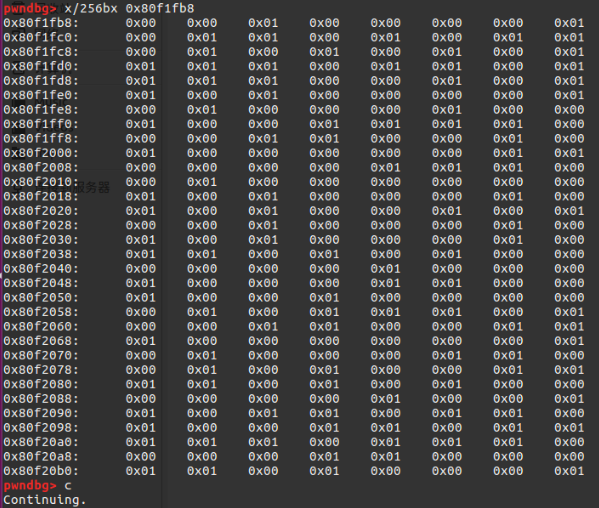 pwndbg> x/256bx 0x80f1fb8
0x80f1fb8: 0x00 0x00 0x01 0x00 0x00 0x00 0x00 0x01
0x80f1fc0: 0x00 0x01 0x01 0x00 0x01 0x00 0x01 0x01
0x80f1fc8: 0x00 0x00 0x00 0x01 0x00 0x01 0x00 0x00
0x80f1fd0: 0x01 0x01 0x01 0x00 0x01 0x00 0x01 0x01
0x80f1fd8: 0x01 0x01 0x01 0x00 0x00 0x01 0x00 0x01
0x80f1fe0: 0x01 0x00 0x01 0x01 0x00 0x00 0x01 0x01
0x80f1fe8: 0x00 0x01 0x00 0x00 0x00 0x01 0x00 0x00
0x80f1ff0: 0x01 0x00 0x00 0x01 0x01 0x01 0x01 0x00
0x80f1ff8: 0x00 0x00 0x01 0x01 0x00 0x00 0x01 0x00
0x80f2000: 0x01 0x00 0x00 0x00 0x00 0x00 0x01 0x01
0x80f2008: 0x00 0x00 0x00 0x00 0x01 0x01 0x01 0x00
0x80f2010: 0x00 0x01 0x00 0x00 0x00 0x00 0x00 0x00
服务器
0x80f2018: 0x01 0x00 0x01 0x00 0x00 0x00 0x01 0x01
0x80f2020: 0x01 0x01 0x01 0x00 0x00 0x01 0x00 0x01
0x80f2028: 0x00 0x00 0x01 0x00 0x00 0x00 0x01 0x00
0x80f2030: 0x01 0x00 0x01 0x00 0x00 0x00 0x01 0x01
0x80f2038: 0x01 0x01 0x00 0x01 0x00 0x01 0x00 0x00
0x80f2040: 0x00 0x00 0x00 0x00 0x01 0x00 0x00 0x00
0x80f2048: 0x01 0x00 0x00 0x00 0x01 0x01 0x00 0x01
0x80f2050: 0x01 0x00 0x00 0x01 0x00 0x00 0x00 0x01
0x80f2058: 0x00 0x01 0x00 0x01 0x01 0x01 0x00 0x01
0x80f2060: 0x00 0x00 0x01 0x01 0x00 0x00 0x01 0x01
0x80f2068: 0x01 0x00 0x00 0x00 0x00 0x00 0x00 0x01
0x80f2070: 0x00 0x01 0x00 0x00 0x00 0x01 0x01 0x00
0x80f2078: 0x00 0x01 0x00 0x01 0x00 0x00 0x01 0x00
0x80f2080: 0x01 0x01 0x00 0x01 0x00 0x01 0x00 0x00
0x80f2088: 0x00 0x00 0x00 0x00 0x01 0x00 0x00 0x00
0x80f2090: 0x01 0x00 0x01 0x01 0x00 0x01 0x01 0x00
0x80f2098: 0x01 0x00 0x00 0x01 0x00 0x00 0x01 0x01
0x80f20a0: 0x01 0x01 0x01 0x01 0x00 0x01 0x01 0x00
0x80f20a8: 0x00 0x00 0x00 0x01 0x01 0x00 0x00 0x00
0x80f20b0: 0x01 0x01 0x00 0x01 0x00 0x00 0x00 0x01
pwndbg> c
Continuing.